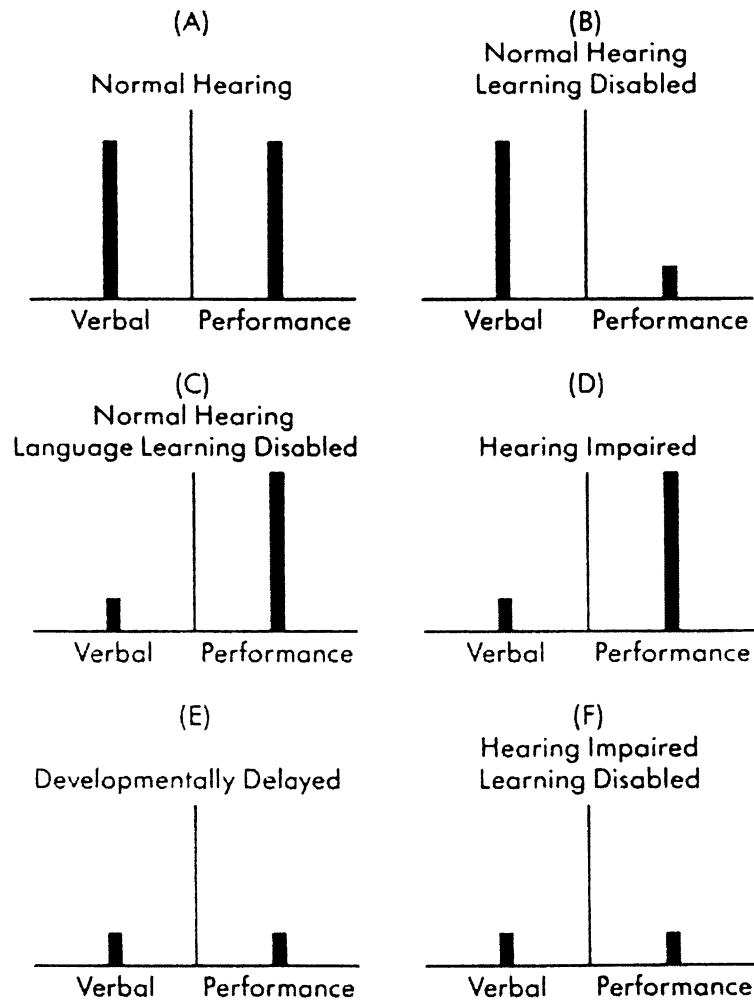 (A)
Normal Hearing
Verbal Performance
(B)
Normal Hearing
Learning Disabled
Verbal Performance
(C)
Normal Hearing
Language Learning Disabled
Verbal Performance
(D)
Hearing Impaired
Verbal Performance
(E)
Developmentally Delayed
Verbal Performance
(F)
Hearing Impaired
Learning Disabled
Verbal Performance